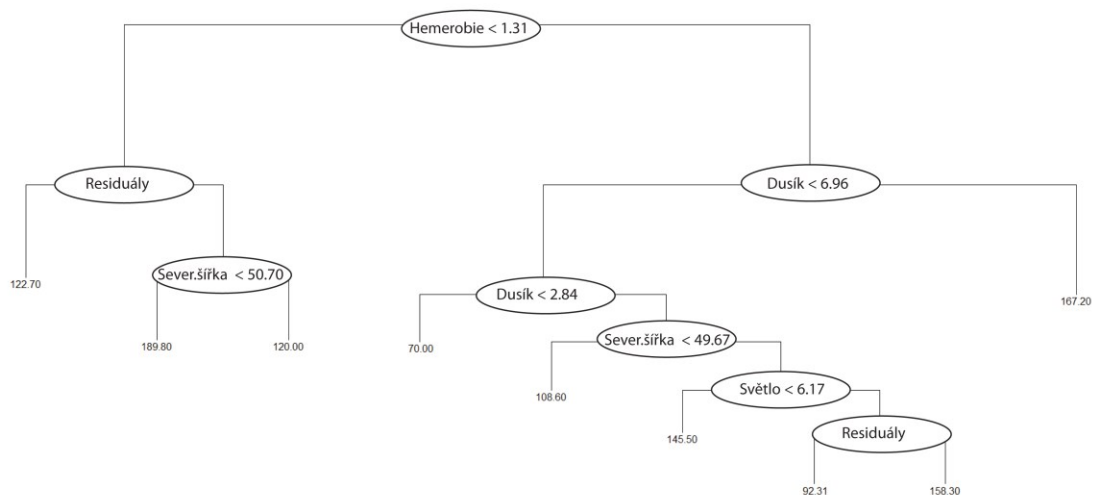 Hemerobie < 1.31
Residuály
Dusík < 6.96
Sever.šířka < 50.70
122.70
Dusík < 2.84
167.20
189.80
120.00
70.00
Sever.šířka < 49.67
108.60
Světlo < 6.17
145.50
Residuály
92.31
158.30